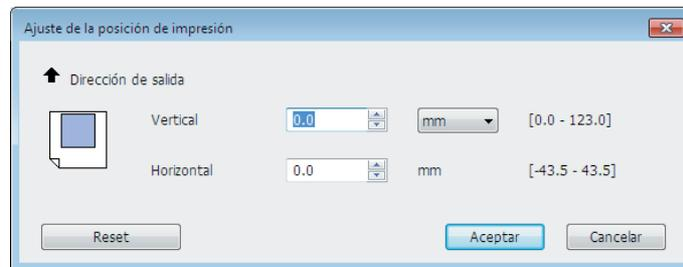 Ajuste de la posición de impresión
Dirección de salida
Vertical 0.0 mm [0.0 - 123.0]
Horizontal 0.0 mm [-43.5 - 43.5]
Reset Aceptar Cancelar